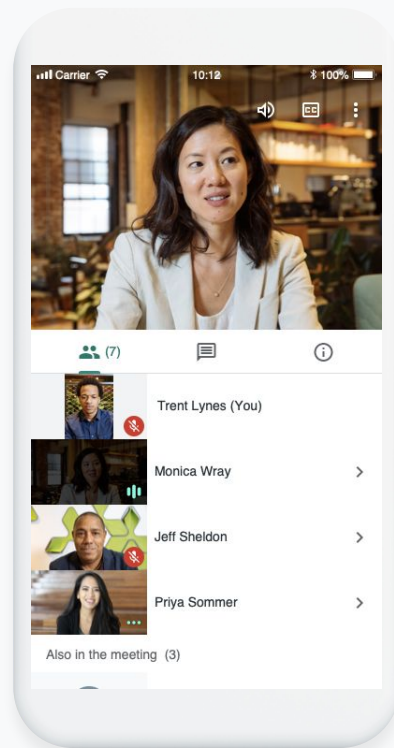 Carrier 10:12 100%
CC
(7)
Trent Lynes (You)
Monica Wray
Jeff Sheldon
Priya Sommer
Also in the meeting (3)